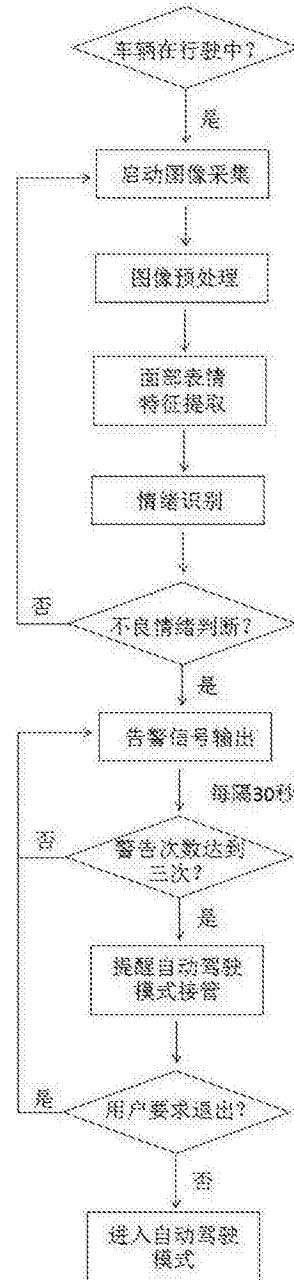 车辆在行驶中?
是
启动图像采集
图像预处理
面部表情
特征提取
情绪识别
否
不良情绪判断?
是
告警信号输出
每隔30秒
否
警告次数达到
三次?
是
提醒自动驾驶
模式接管
是
用户要求退出?
否
进入自动驾驶
模式